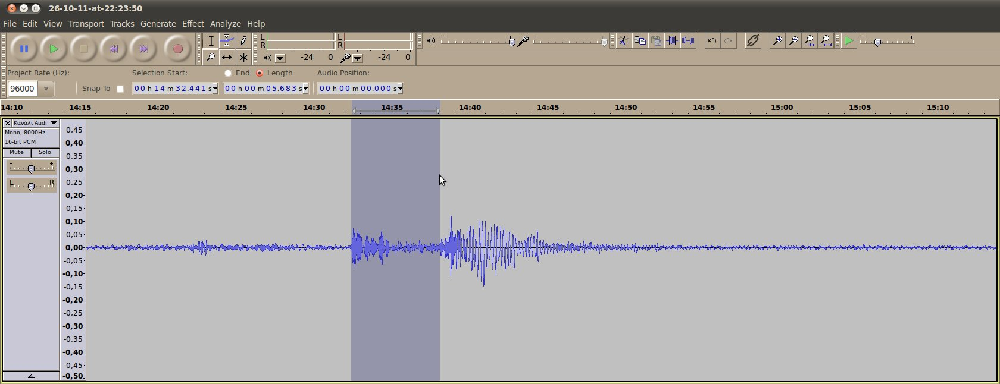 26-10-11-at-22:23:50
File Edit View Transport Tracks Generate Effect Analyze Help
L R
L R
-24 0
-24 0
Project Rate (Hz): Selection Start: End Length Audio Position:
96000 Snap To 00 h 14 m 32.441 s 00 h 00 m 05.683 s 00 h 00 m 00.000 s
14:10 14:15 14:20 14:25 14:30 14:35 14:40 14:45 14:50 14:55 15:00 15:05 15:10
Κανάλι Audi
Mono, 8000Hz
16-bit PCM
Mute Solo
- +
L R
0,45
0,40
0,35
0,30
0,25
0,20
0,15
0,10
0,05
0,00
-0,05
-0,10
-0,15
-0,20
-0,25
-0,30
-0,35
-0,40
-0,45
-0,50